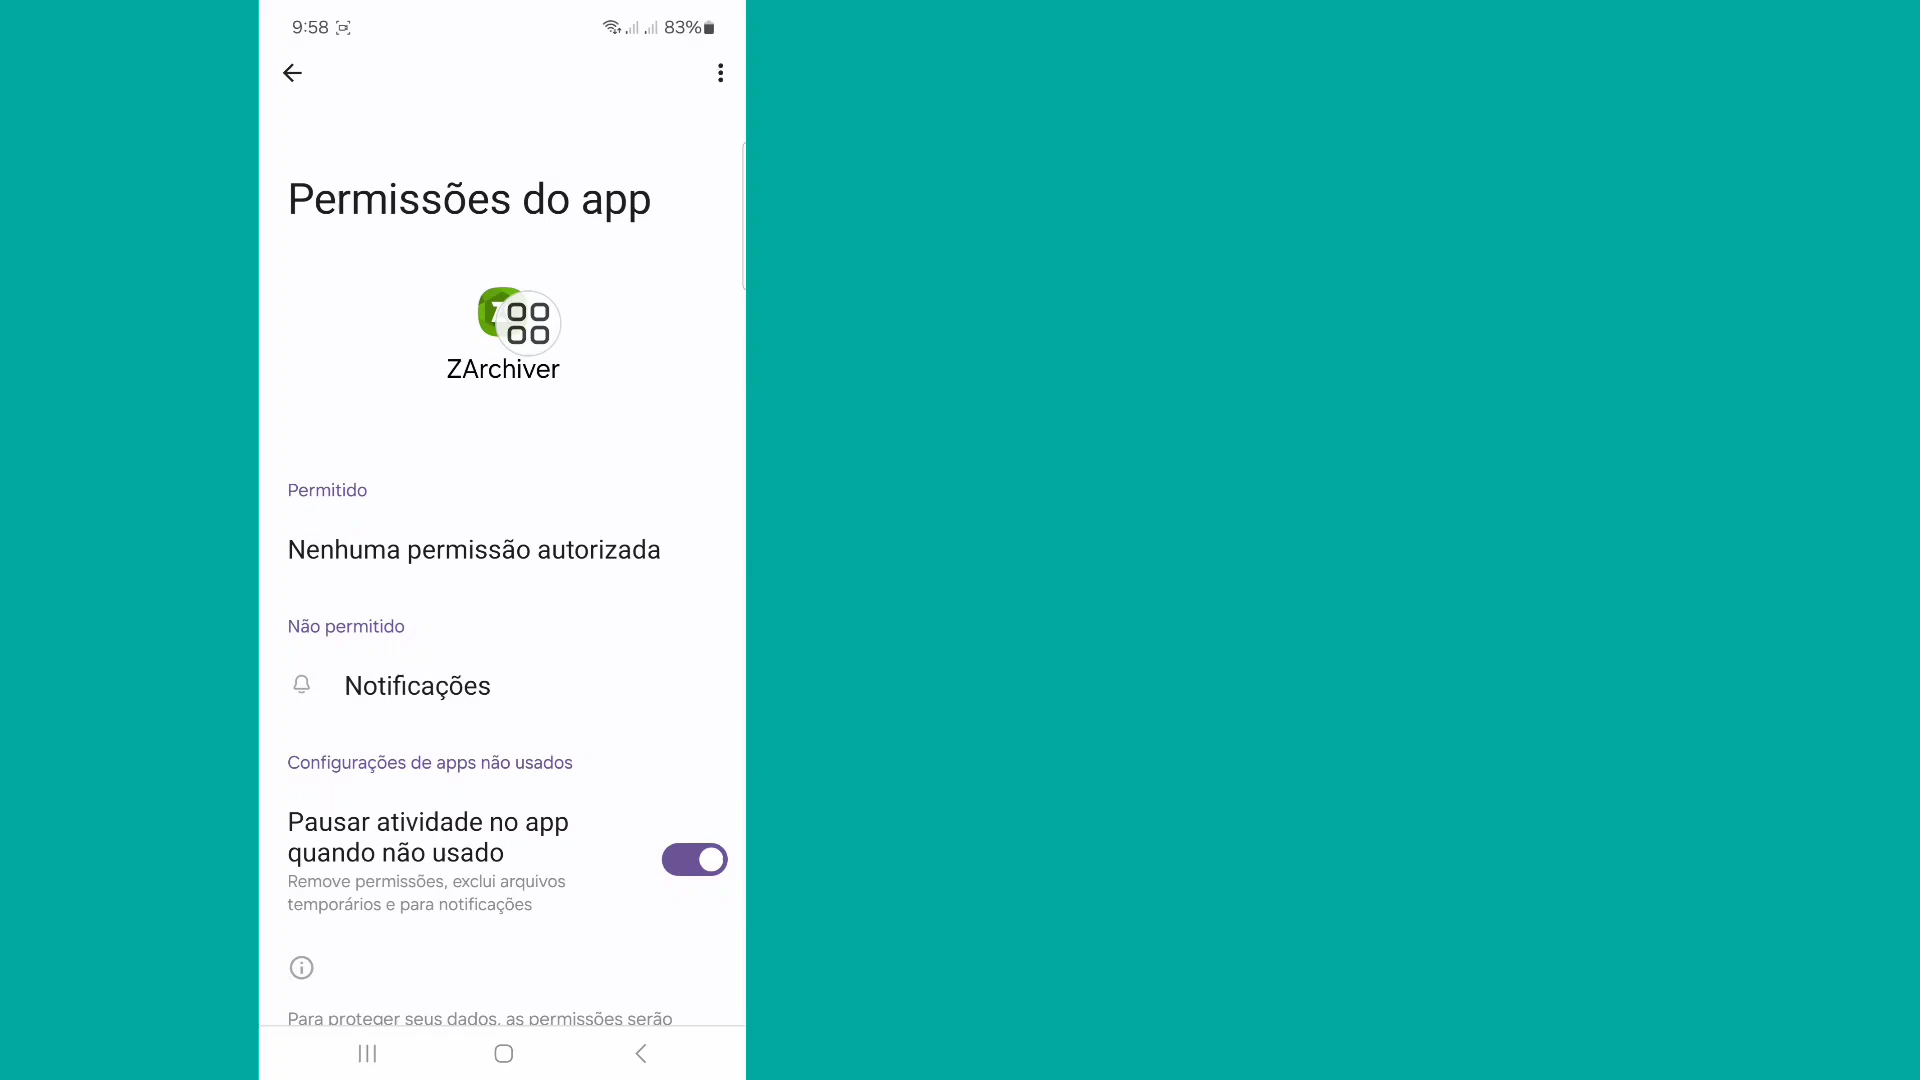 9:58
83%
Permissões do app
ZArchiver
Permitido
Nenhuma permissão autorizada
Não permitido
Notificações
Configurações de apps não usados
Pausar atividade no app
quando não usado
Remove permissões, exclui arquivos
temporários e para notificações
Para proteger seus dados, as permissões serão